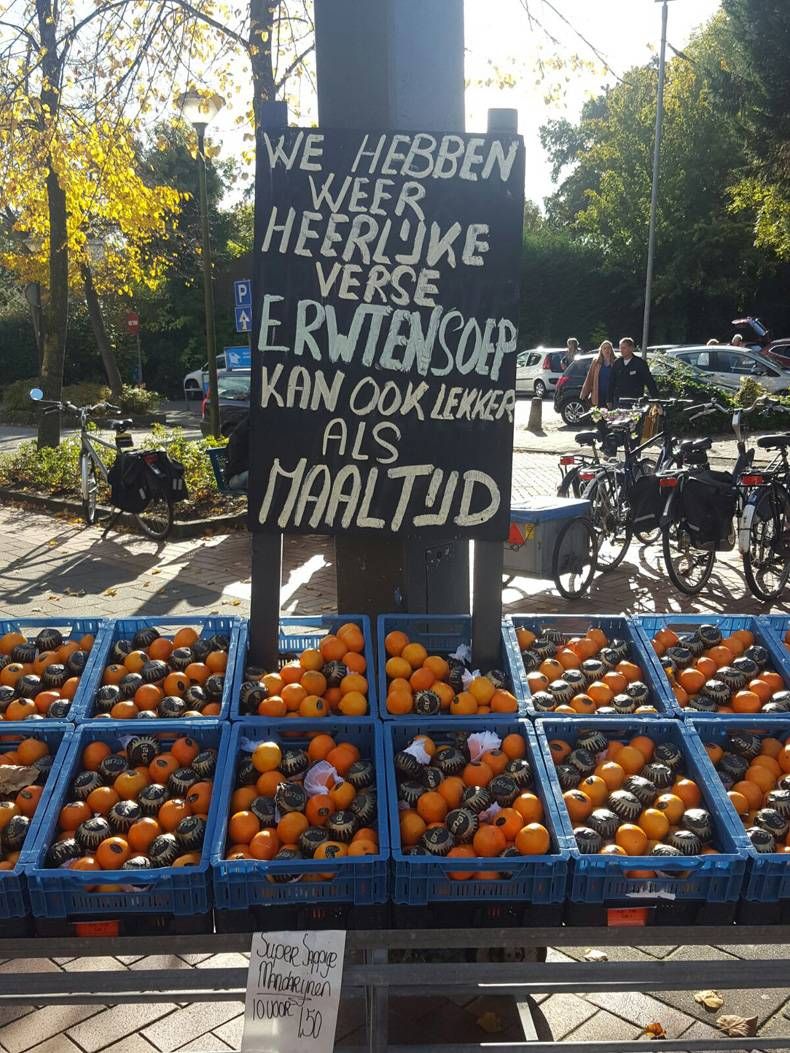 WE HEBBEN
WEER
HEERLIJKE
VERSE
ERWTENSOEP
KAN OOK LEKKER
ALS
MAALTIJD
P
Super Sappige
Mandarijnen
10 voor 1,50